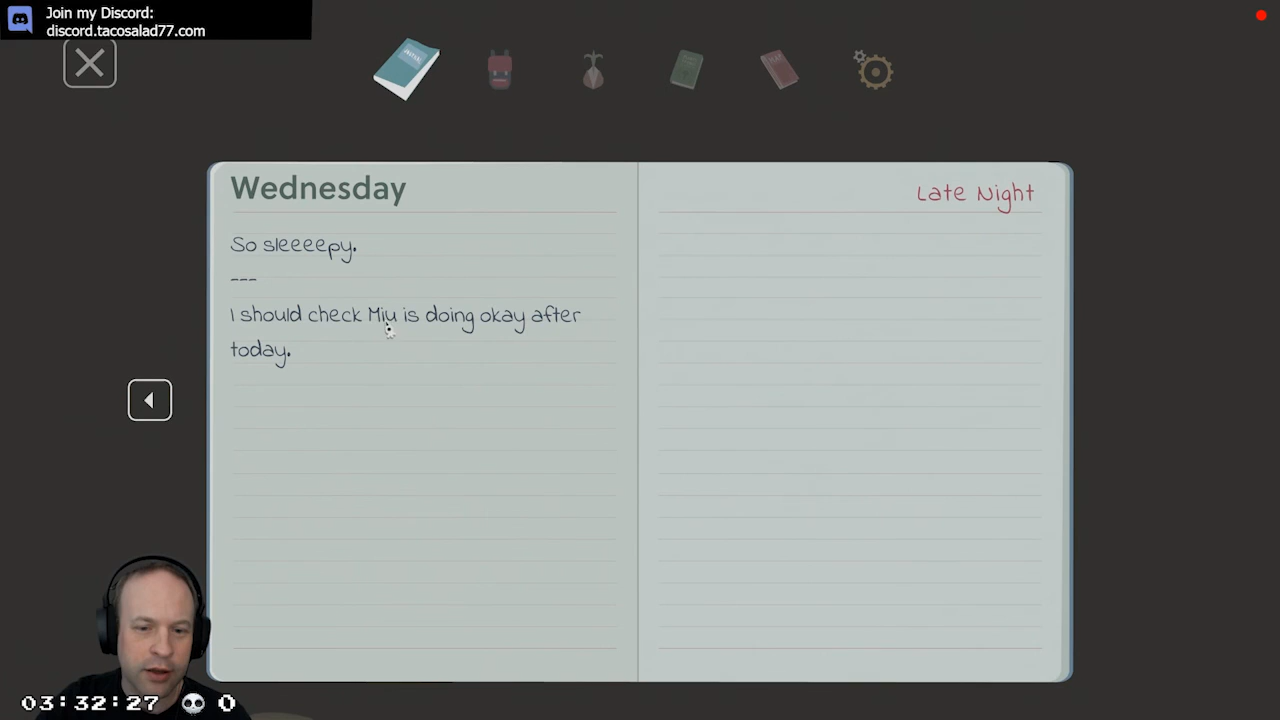 Join my Discord:
discord.tacosalad77.com
Wednesday
Late Night
So sleeeepy.
---
I should check Miu is doing okay after
today.
03:32:27 0